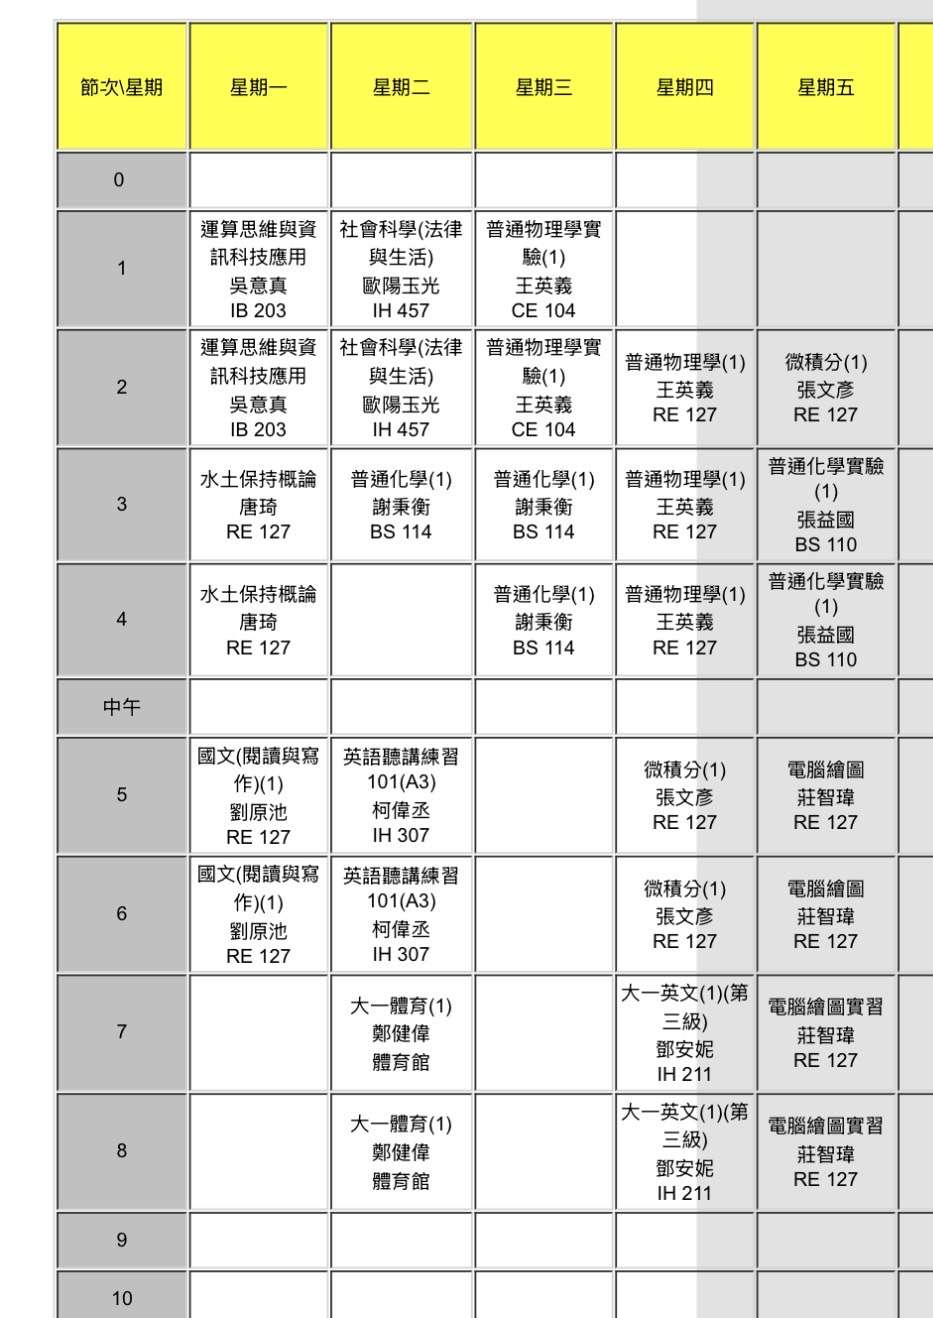 節次\星期 星期一 星期二 星期三 星期四 星期五
0
1
運算思維與資
訊科技應用
吳意真
IB 203
社會科學(法律
與生活)
歐陽玉光
IH 457
普通物理學實
驗(1)
王英義
CE 104
2
運算思維與資
訊科技應用
吳意真
IB 203
社會科學(法律
與生活)
歐陽玉光
IH 457
普通物理學實
驗(1)
王英義
CE 104
普通物理學(1)
王英義
RE 127
微積分(1)
張文彥
RE 127
3
水土保持概論
唐琦
RE 127
普通化學(1)
謝秉衡
BS 114
普通化學(1)
謝秉衡
BS 114
普通物理學(1)
王英義
RE 127
普通化學實驗
(1)
張益國
BS 110
4
水土保持概論
唐琦
RE 127
普通化學(1)
謝秉衡
BS 114
普通物理學(1)
王英義
RE 127
普通化學實驗
(1)
張益國
BS 110
中午
5
國文(閱讀與寫
作)(1)
劉原池
RE 127
英語聽講練習
101(A3)
柯偉丞
IH 307
微積分(1)
張文彥
RE 127
電腦繪圖
莊智瑋
RE 127
6
國文(閱讀與寫
作)(1)
劉原池
RE 127
英語聽講練習
101(A3)
柯偉丞
IH 307
微積分(1)
張文彥
RE 127
電腦繪圖
莊智瑋
RE 127
7
大一體育(1)
鄭健偉
體育館
大一英文(1)(第
三級)
鄧安妮
IH 211
電腦繪圖實習
莊智瑋
RE 127
8
大一體育(1)
鄭健偉
體育館
大一英文(1)(第
三級)
鄧安妮
IH 211
電腦繪圖實習
莊智瑋
RE 127
9
10